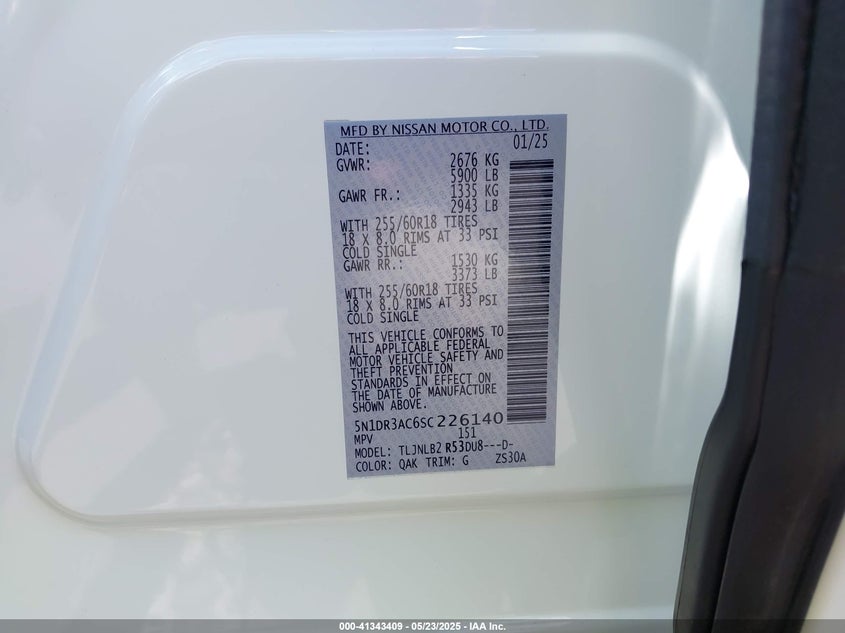 MFD BY NISSAN MOTOR CO., LTD.
DATE: 01/25
GVWR: 2676 KG
5900 LB
GAWR FR.: 1335 KG
2943 LB
WITH 255/60R18 TIRES
18 X 8.0 RIMS AT 33 PSI
COLD SINGLE
GAWR RR.: 1530 KG
3373 LB
WITH 255/60R18 TIRES
18 X 8.0 RIMS AT 33 PSI
COLD SINGLE
THIS VEHICLE CONFORMS TO
ALL APPLICABLE FEDERAL
MOTOR VEHICLE SAFETY AND
THEFT PREVENTION
STANDARDS IN EFFECT ON
THE DATE OF MANUFACTURE
SHOWN ABOVE.
5N1DR3AC6SC226140
MPV 151
MODEL: TLJNLB2 R53DU8---D-
COLOR: QAK TRIM: G ZS30A
000-41343409 - 05/23/2025 - IAA Inc.